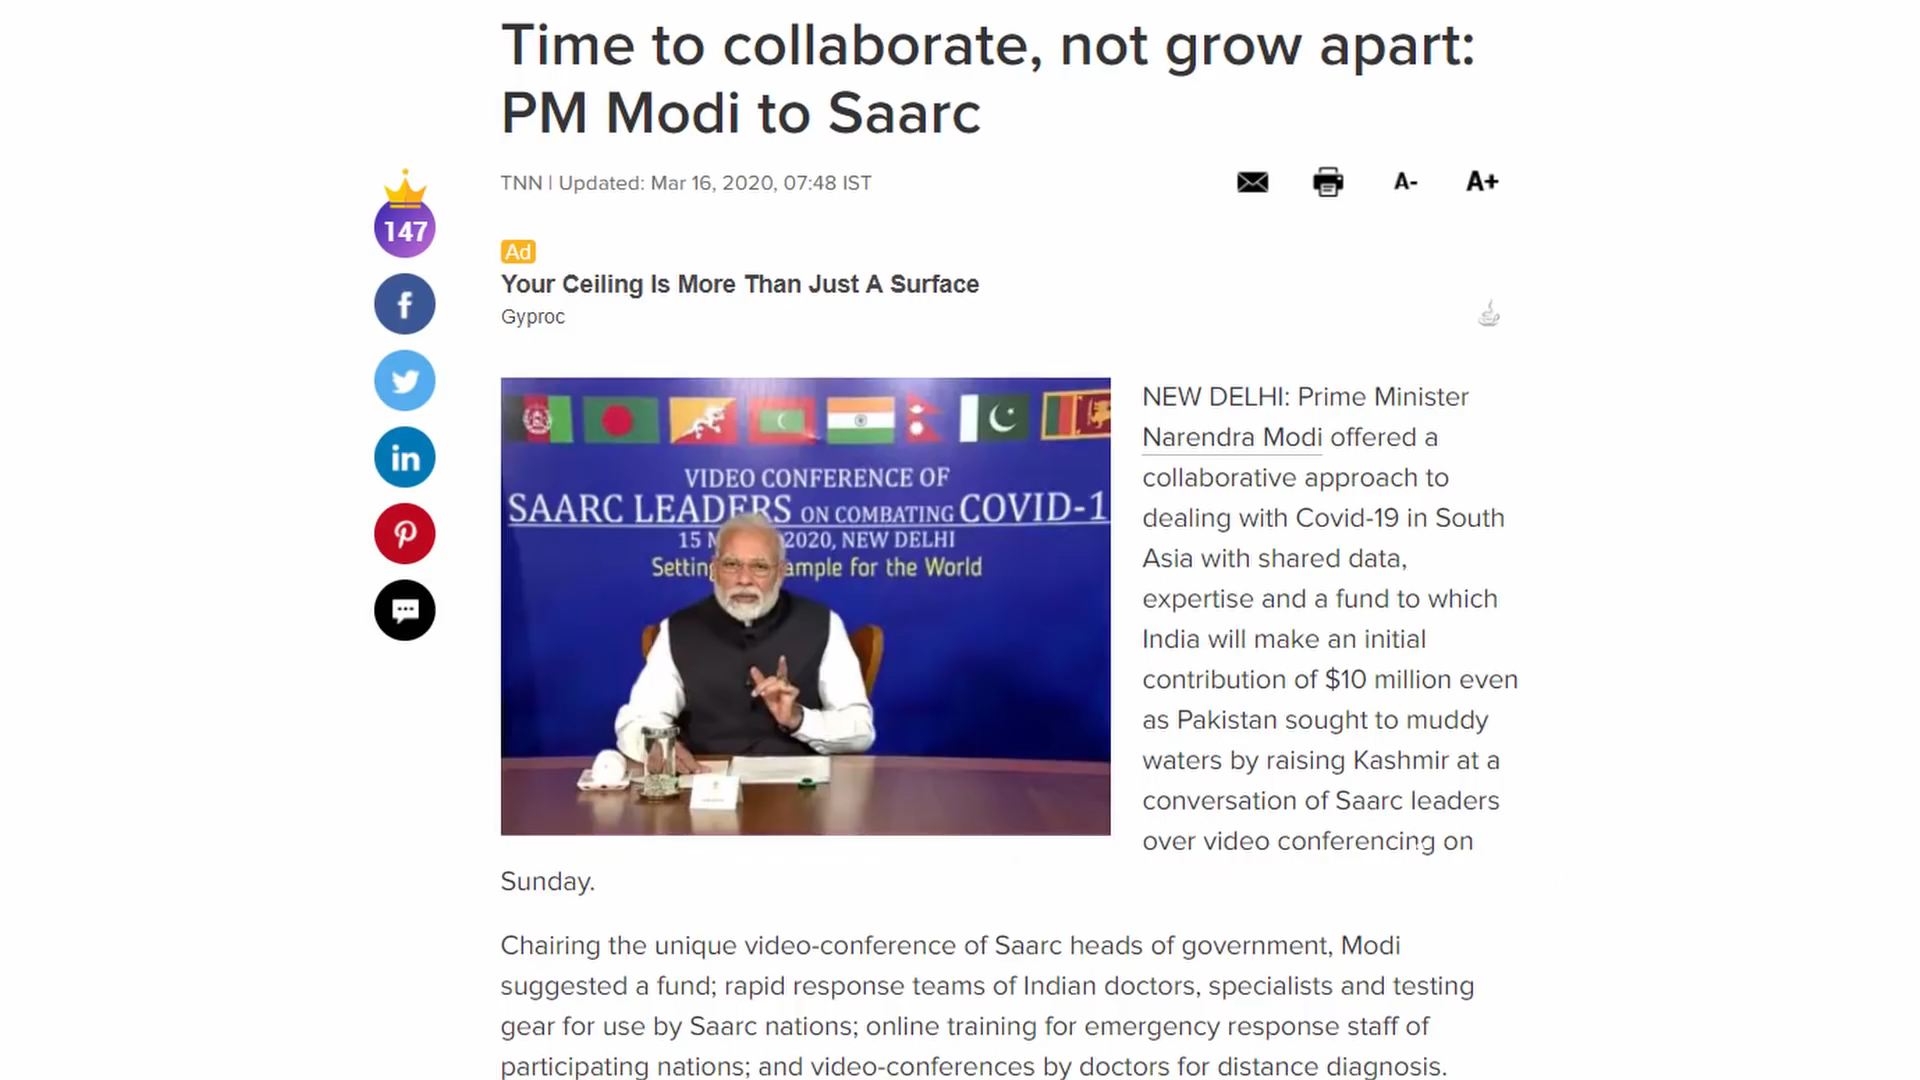 Time to collaborate, not grow apart:
PM Modi to Saarc
TNN | Updated: Mar 16, 2020, 07:48 IST
A-
A+
147
Ad
Your Ceiling Is More Than Just A Surface
Gyproc
f
in
VIDEO CONFERENCE OF
SAARC LEADERS ON COMBATING COVID-1
15 M 2020, NEW DELHI
Settin ample for the World
NEW DELHI: Prime Minister
Narendra Modi offered a
collaborative approach to
dealing with Covid-19 in South
Asia with shared data,
expertise and a fund to which
India will make an initial
contribution of $10 million even
as Pakistan sought to muddy
waters by raising Kashmir at a
conversation of Saarc leaders
over video conferencing on
Sunday.
Chairing the unique video-conference of Saarc heads of government, Modi
suggested a fund; rapid response teams of Indian doctors, specialists and testing
gear for use by Saarc nations; online training for emergency response staff of
participating nations; and video-conferences by doctors for distance diagnosis.